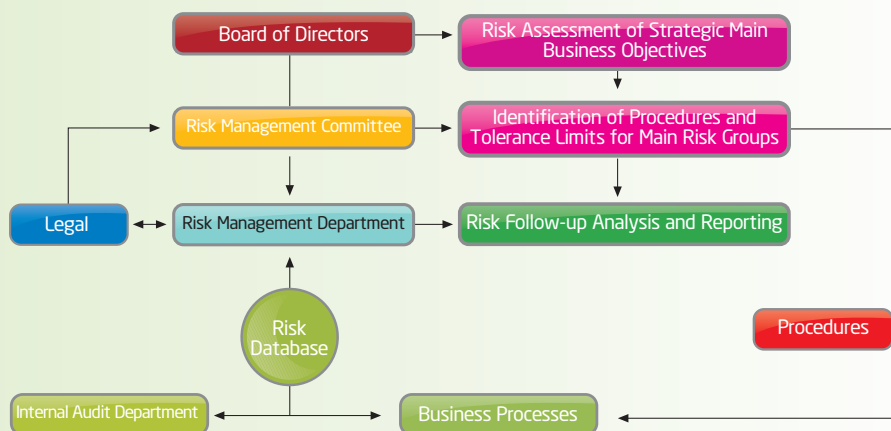 Board of Directors
Risk Assessment of Strategic Main
Business Objectives
Risk Management Committee
Identification of Procedures and
Tolerance Limits for Main Risk Groups
Legal
Risk Management Department
Risk Follow-up Analysis and Reporting
Risk
Database
Procedures
Internal Audit Department
Business Processes